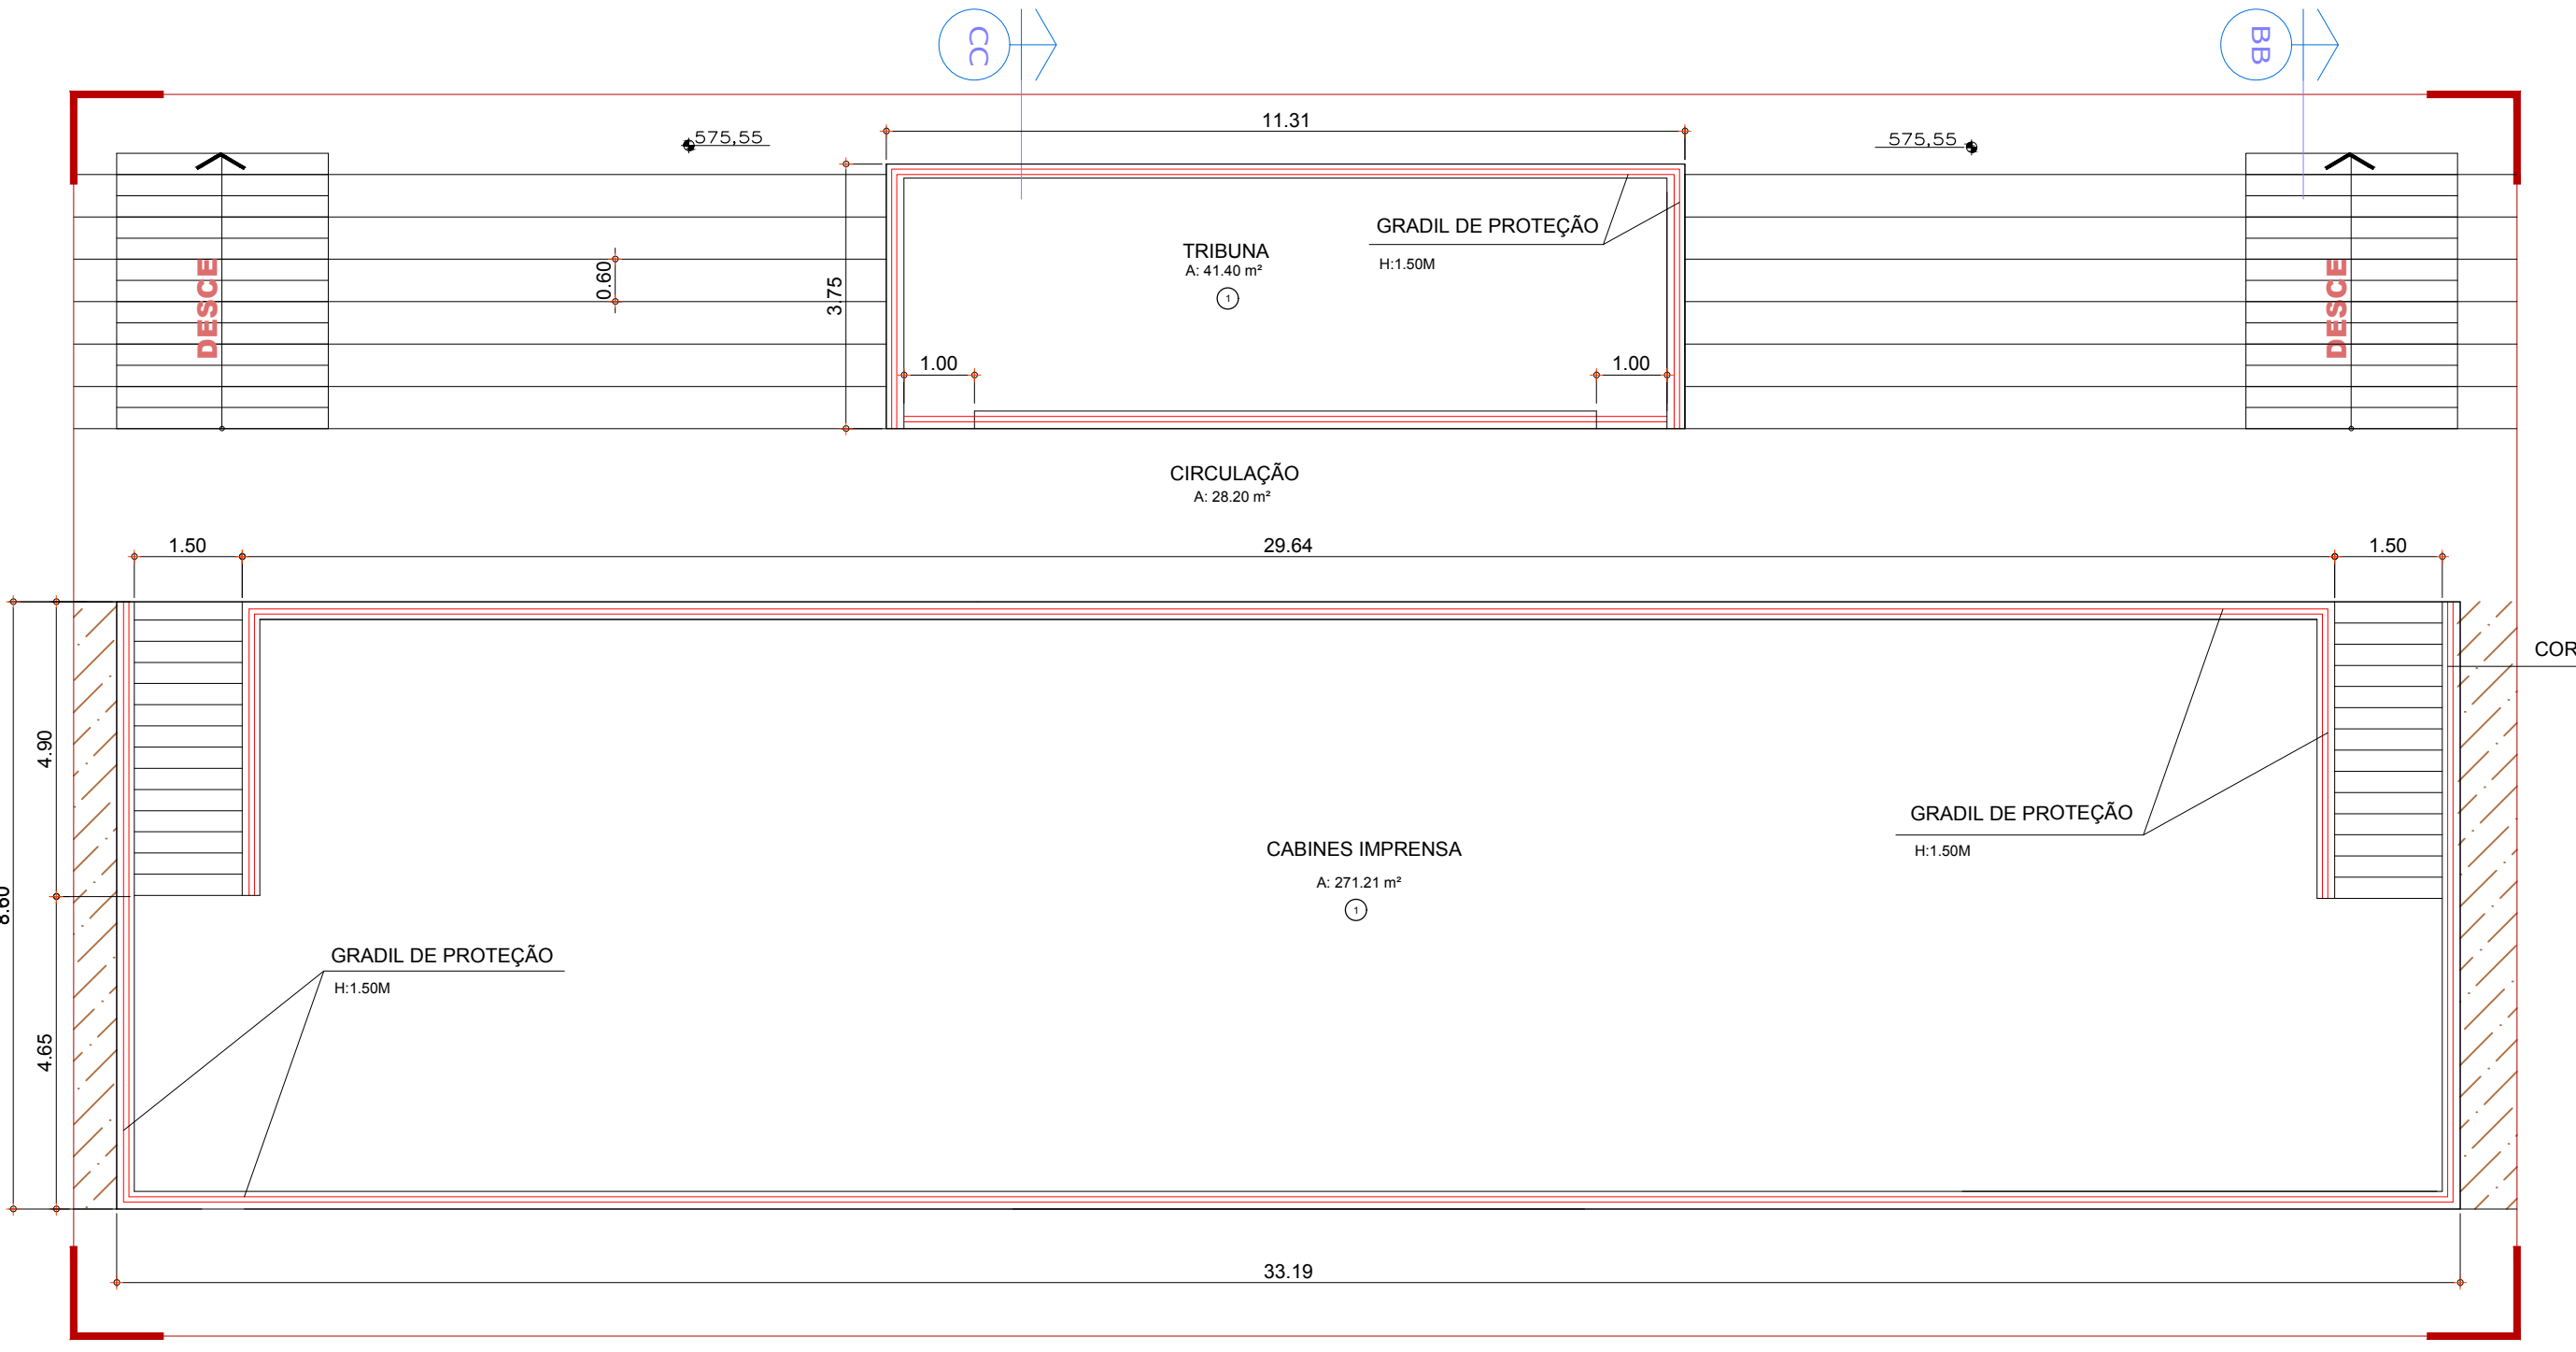 CC
BB
11.31
575,55
575,55
GRADIL DE PROTEÇÃO
H:1.50M
TRIBUNA
A: 41.40 m²
1
DESCE
0.60
3.75
DESCE
1.00
1.00
CIRCULAÇÃO
A: 28.20 m²
1.50
29.64
1.50
COR
4.90
GRADIL DE PROTEÇÃO
H:1.50M
CABINES IMPRENSA
A: 271.21 m²
1
8.60
GRADIL DE PROTEÇÃO
H:1.50M
4.65
33.19